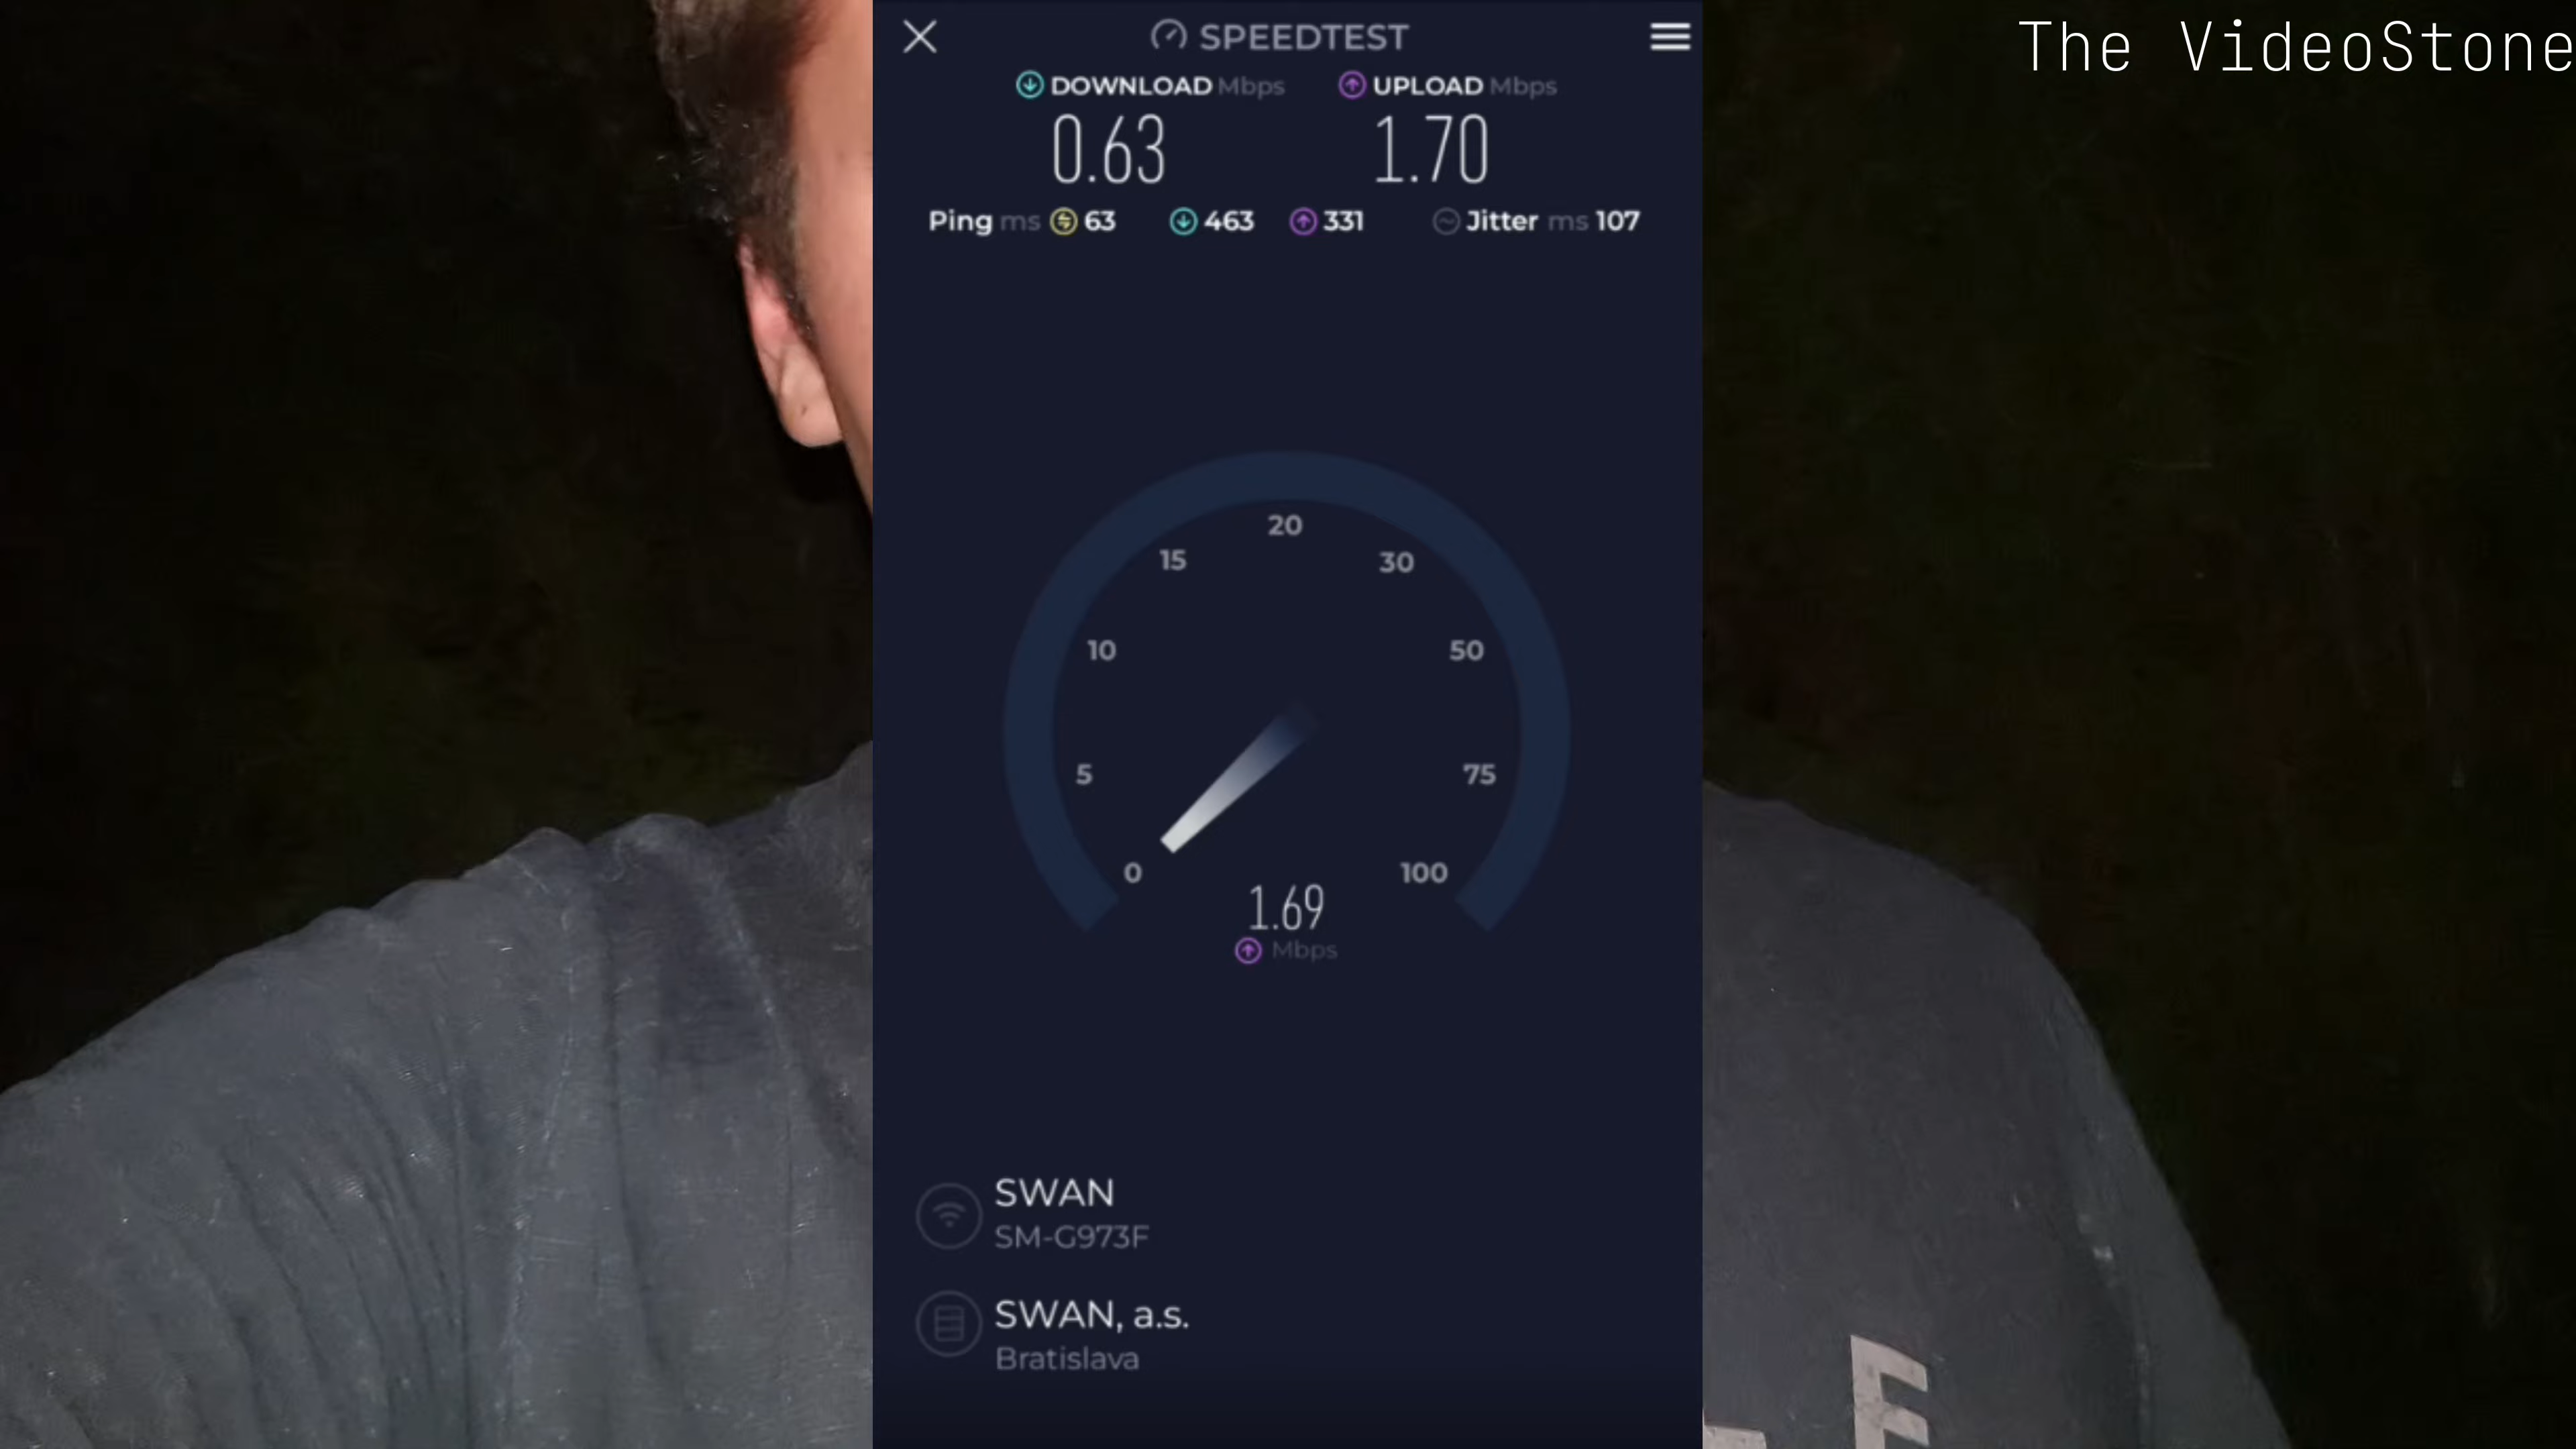 The VideoStone
SPEEDTEST
DOWNLOAD Mbps UPLOAD Mbps
0.63 1.70
Ping ms 63 463 331 Jitter ms 107
20
15 30
10 50
5 75
0 100
1.69
Mbps
SWAN
SM-G973F
SWAN, a.s.
Bratislava